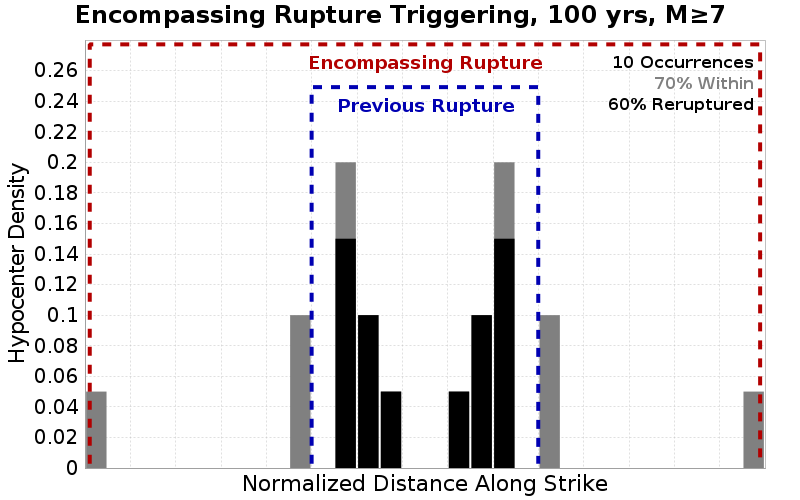 Encompassing Rupture Triggering, 100 yrs, M≥7
Encompassing Rupture
10 Occurrences
70% Within
60% Reruptured
Previous Rupture
Hypocenter Density
0.26
0.24
0.22
0.2
0.18
0.16
0.14
0.12
0.1
0.08
0.06
0.04
0.02
0
Normalized Distance Along Strike